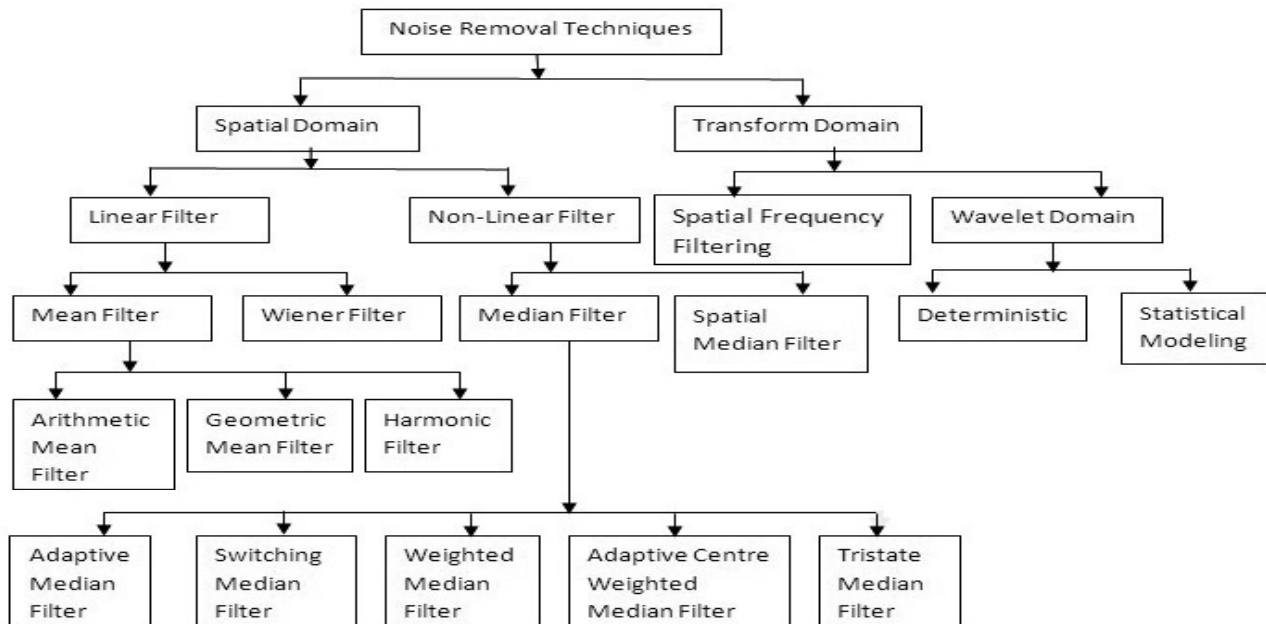 Noise Removal Techniques
Spatial Domain
Transform Domain
Linear Filter
Non-Linear Filter
Spatial Frequency
Filtering
Wavelet Domain
Mean Filter
Wiener Filter
Median Filter
Spatial
Median Filter
Deterministic
Statistical
Modeling
Arithmetic
Mean
Filter
Geometric
Mean Filter
Harmonic
Filter
Adaptive
Median
Filter
Switching
Median
Filter
Weighted
Median
Filter
Adaptive Centre
Weighted
Median Filter
Tristate
Median
Filter